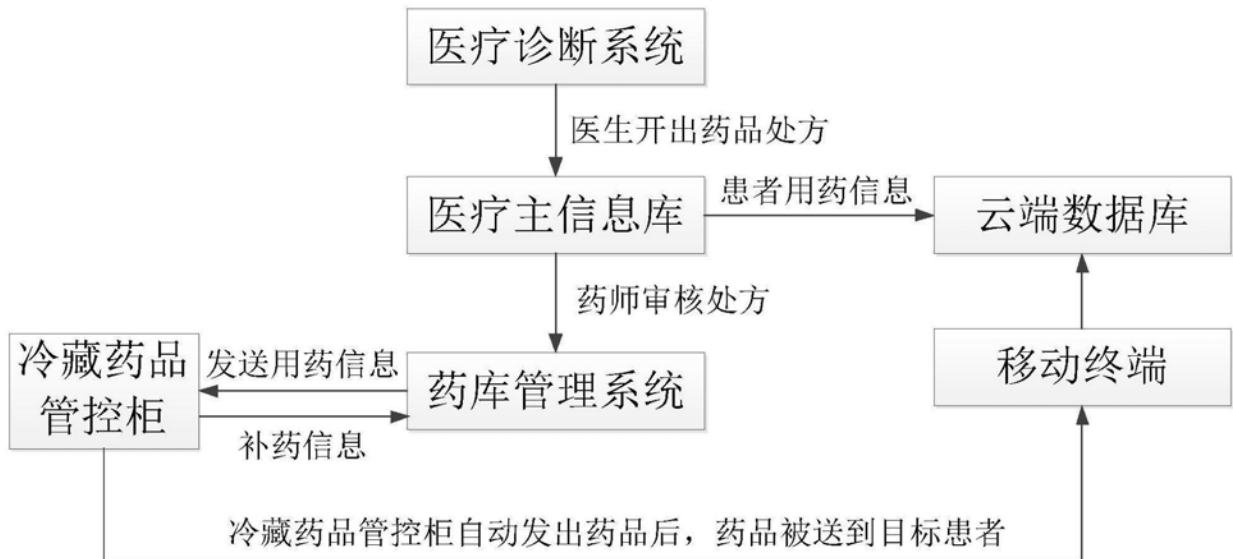 医疗诊断系统
医生开出药品处方
医疗主信息库
患者用药信息
云端数据库
药师审核处方
冷藏药品
管控柜
发送用药信息
药库管理系统
移动终端
补药信息
冷藏药品管控柜自动发出药品后，药品被送到目标患者